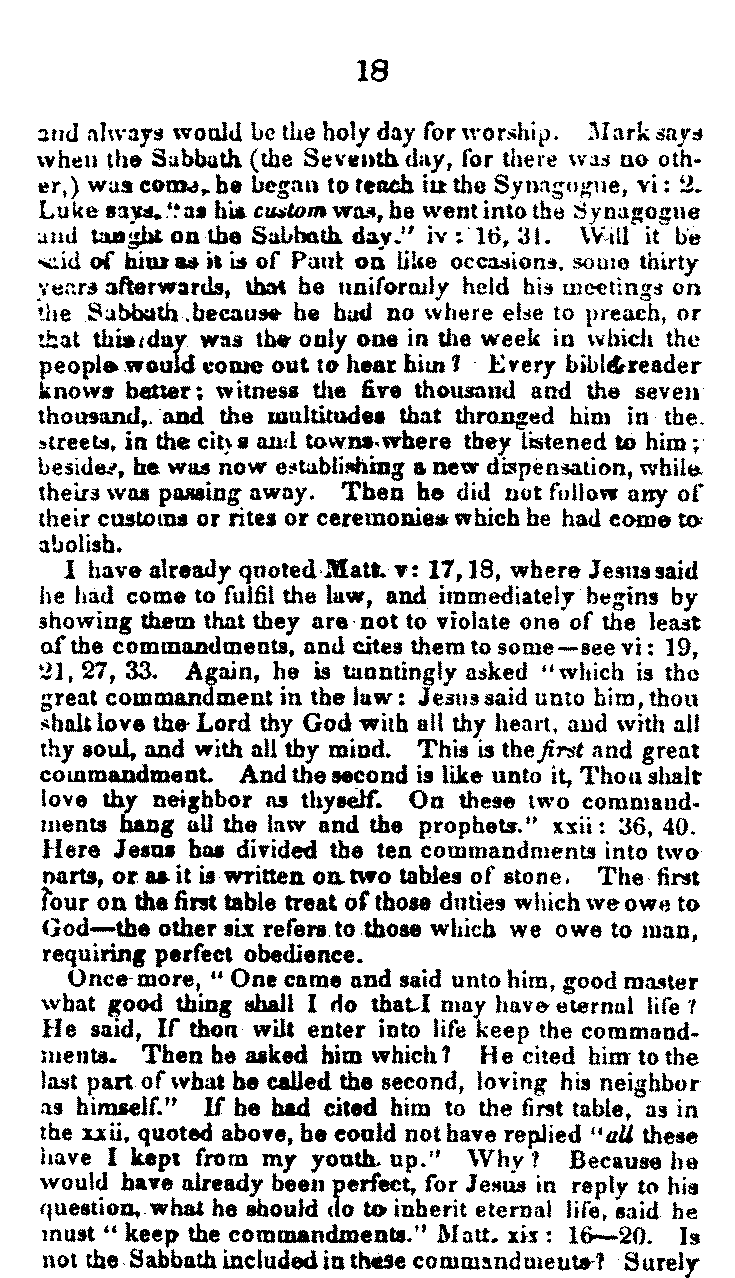 18
and always would be the holy day for worship. Mark says
when the Sabbath (the Seventh day, for there was no oth-
er,) was come, he began to teach in the Synagogue, vi: 2.
Luke says, "as his custom was, he went into the Synagogue
and taught on the Sabbath day." iv: 16, 31. Will it be
said of him as it is of Paul on like occasions, some thirty
years afterwards, that he uniformly held his meetings on
the Sabbath because he had no where else to preach, or
that this day was the only one in the week in which the
people would come out to hear him? Every bible reader
knows better; witness the five thousand and the seven
thousand, and the multitudes that thronged him in the
streets, in the citys and towns where they listened to him;
besides, he was now establishing a new dispensation, while
theirs was passing away. Then he did not follow any of
their customs or rites or ceremonies which he had come to
abolish.
I have already quoted Matt. v: 17, 18, where Jesus said
he had come to fulfil the law, and immediately begins by
showing them that they are not to violate one of the least
of the commandments, and cites them to some—see vi: 19,
21, 27, 33. Again, he is tauntingly asked "which is the
great commandment in the law: Jesus said unto him, thou
shalt love the Lord thy God with all thy heart, and with all
thy soul, and with all thy mind. This is the first and great
commandment. And the second is like unto it, Thou shalt
love thy neighbor as thyself. On these two command-
ments hang all the law and the prophets." xxii: 36, 40.
Here Jesus has divided the ten commandments into two
parts, or as it is written on two tables of stone. The first
four on the first table treat of those duties which we owe to
God—the other six refers to those which we owe to man,
requiring perfect obedience.
Once more, "One came and said unto him, good master
what good thing shall I do that I may have eternal life?
He said, If thou wilt enter into life keep the command-
ments. Then he asked him which? He cited him to the
last part of what he called the second, loving his neighbor
as himself." If he had cited him to the first table, as in
the xxii, quoted above, he could not have replied "all these
have I kept from my youth up." Why? Because he
would have already been perfect, for Jesus in reply to his
question, what he should do to inherit eternal life, said he
must "keep the commandments." Matt. xix: 16—20. Is
not the Sabbath included in these commandments? Surely